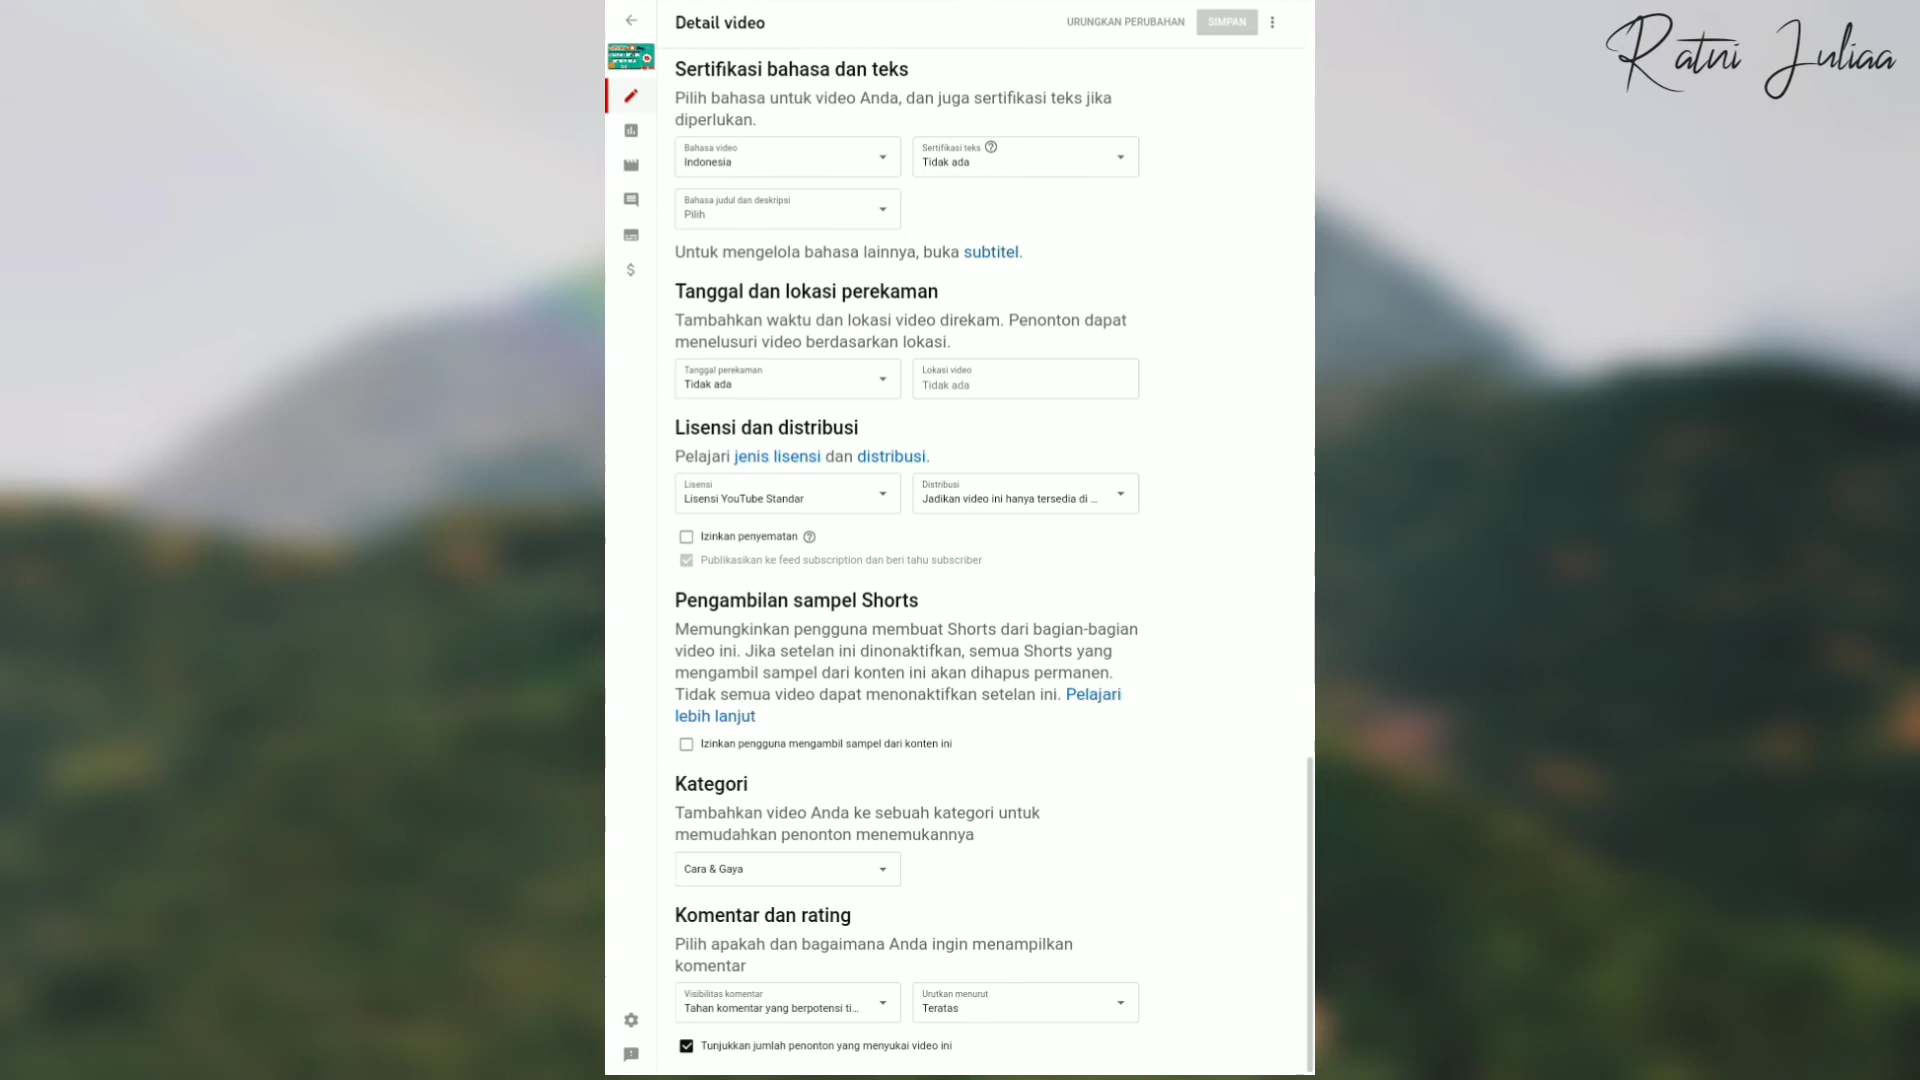 Detail video
URUNGKAN PERUBAHAN
SIMPAN
Ratni Juliaa
Sertifikasi bahasa dan teks
Pilih bahasa untuk video Anda, dan juga sertifikasi teks jika
diperlukan.
Bahasa video
Indonesia
Sertifikasi teks
Tidak ada
Bahasa judul dan deskripsi
Pilih
Untuk mengelola bahasa lainnya, buka subtitel.
Tanggal dan lokasi perekaman
Tambahkan waktu dan lokasi video direkam. Penonton dapat
menelusuri video berdasarkan lokasi.
Tanggal perekaman
Tidak ada
Lokasi video
Tidak ada
Lisensi dan distribusi
Pelajari jenis lisensi dan distribusi.
Lisensi
Lisensi YouTube Standar
Distribusi
Jadikan video ini hanya tersedia di ...
Izinkan penyematan
Publikasikan ke feed subscription dan beri tahu subscriber
Pengambilan sampel Shorts
Memungkinkan pengguna membuat Shorts dari bagian-bagian
video ini. Jika setelan ini dinonaktifkan, semua Shorts yang
mengambil sampel dari konten ini akan dihapus permanen.
Tidak semua video dapat menonaktifkan setelan ini. Pelajari
lebih lanjut
Izinkan pengguna mengambil sampel dari konten ini
Kategori
Tambahkan video Anda ke sebuah kategori untuk
memudahkan penonton menemukannya
Cara & Gaya
Komentar dan rating
Pilih apakah dan bagaimana Anda ingin menampilkan
komentar
Visibilitas komentar
Tahan komentar yang berpotensi ti...
Urutkan menurut
Teratas
Tunjukkan jumlah penonton yang menyukai video ini